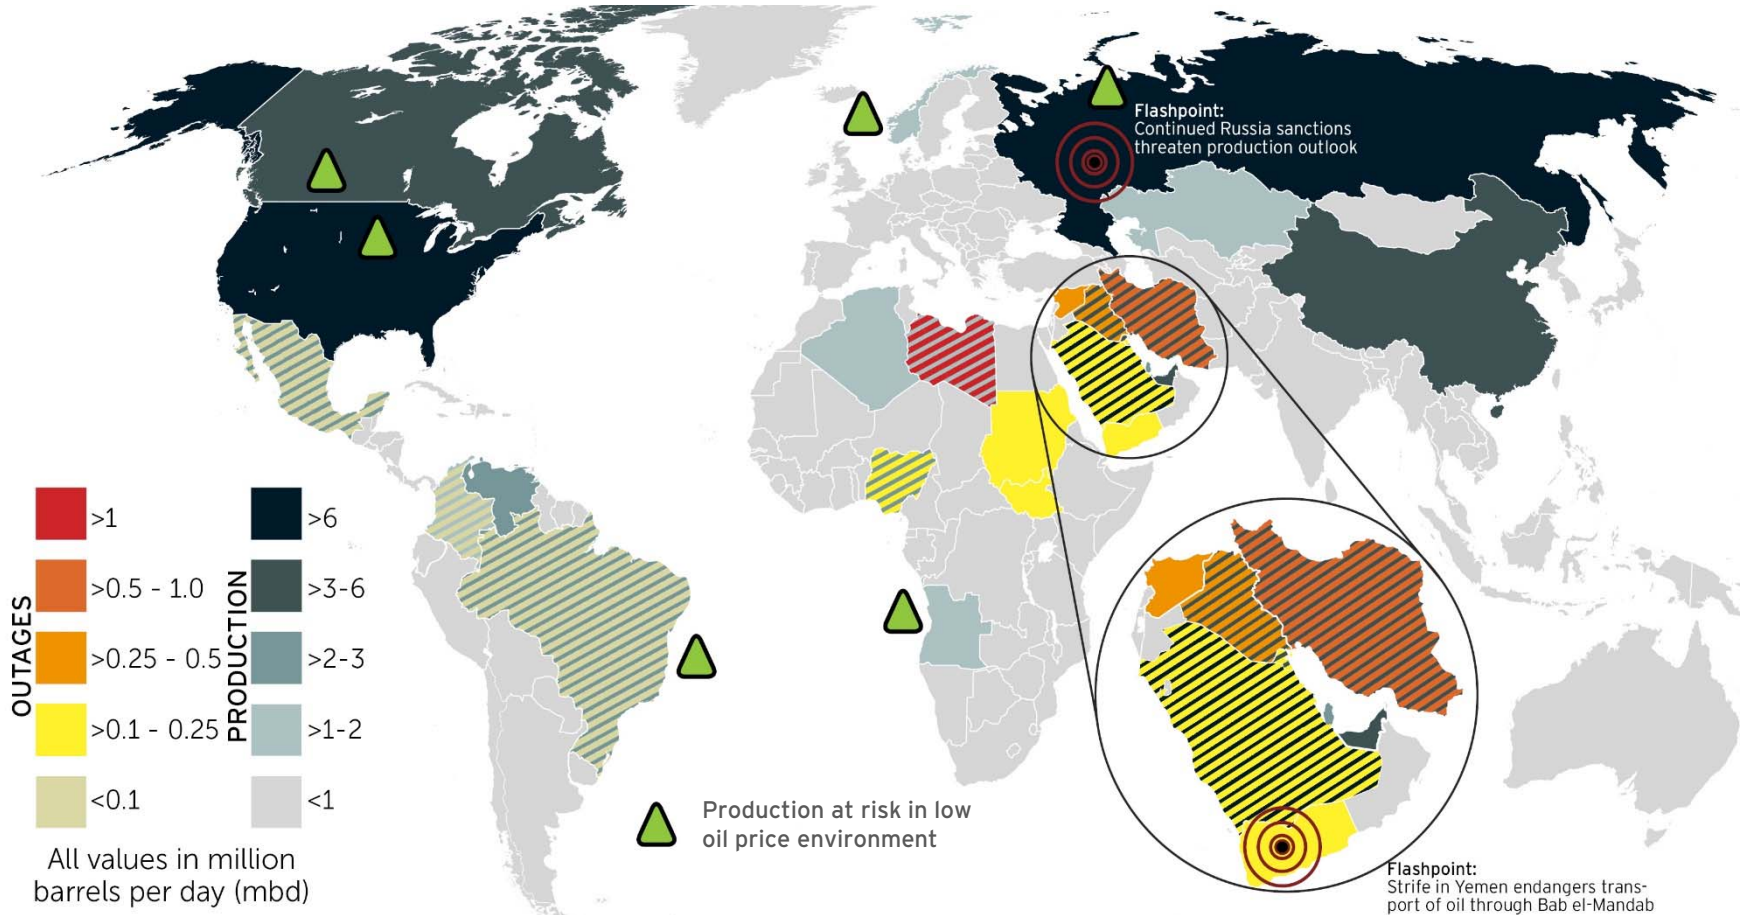 Flashpoint:
Continued Russia sanctions
threaten production outlook
OUTAGES
>1
>0.5 - 1.0
>0.25 - 0.5
>0.1 - 0.25
<0.1
PRODUCTION
>6
>3-6
>2-3
>1-2
<1
All values in million
barrels per day (mbd)
Production at risk in low
oil price environment
Flashpoint:
Strife in Yemen endangers trans-
port of oil through Bab el-Mandab